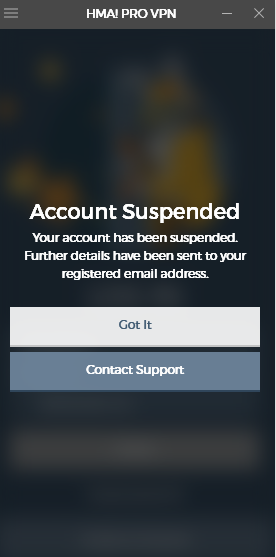 HMA! PRO VPN
Account Suspended
Your account has been suspended.
Further details have been sent to your
registered email address.
Got It
Contact Support